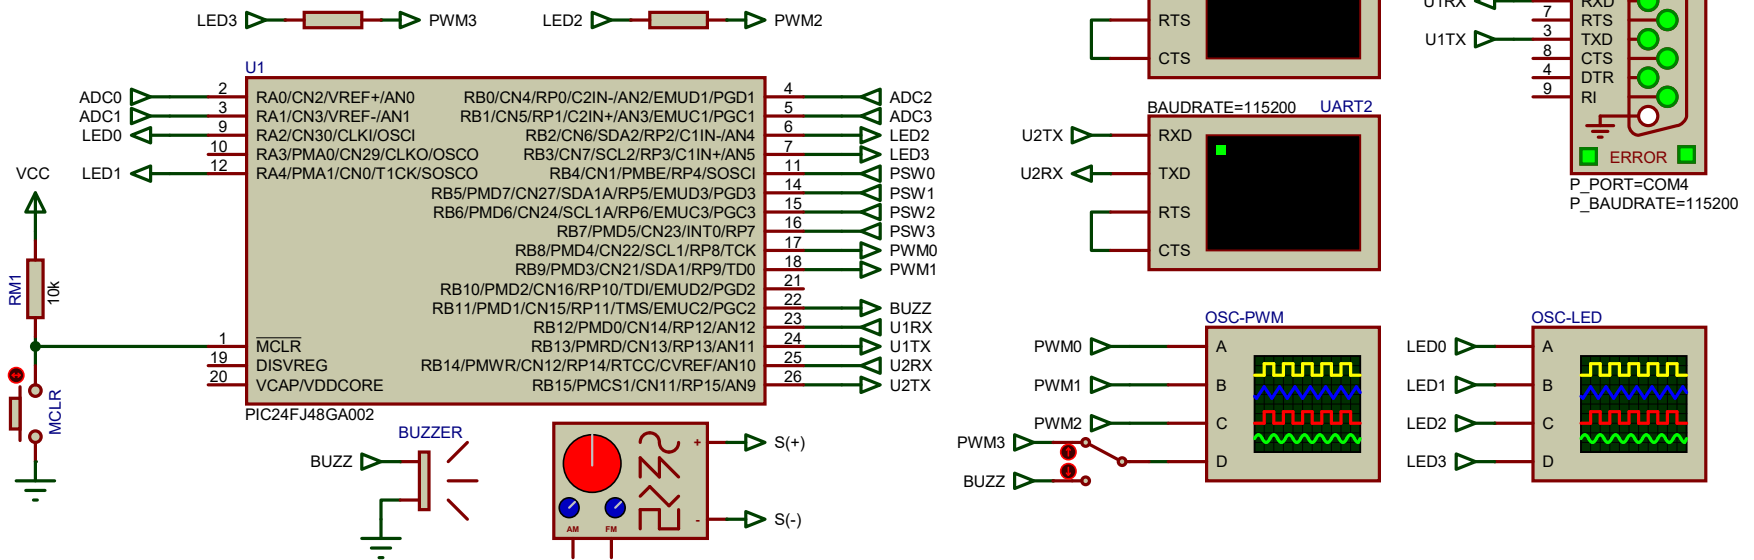 LED3 PWM3 LED2 PWM2
U1
2 RA0/CN2/VREF+/AN0
3 RA1/CN3/VREF-/AN1
9 RA2/CN30/CLKI/OSCI
10 RA3/PMA0/CN29/CLKO/OSCO
12 RA4/PMA1/CN0/T1CK/SOSCO
1 MCLR
19 DISVREG
20 VCAP/VDDCORE
ADC0
ADC1
LED0
LED1
RB0/CN4/RP0/C2IN-/AN2/EMUD1/PGD1 4 ADC2
RB1/CN5/RP1/C2IN+/AN3/EMUC1/PGC1 5 ADC3
RB2/CN6/SDA2/RP2/C1IN-/AN4 6 LED2
RB3/CN7/SCL2/RP3/C1IN+/AN5 7 LED3
RB4/CN1/PMBE/RP4/SOSCI 11 PSW0
RB5/PMD7/CN27/SDA1A/RP5/EMUD3/PGD3 14 PSW1
RB6/PMD6/CN24/SCL1A/RP6/EMUC3/PGC3 15 PSW2
RB7/PMD5/CN23/INT0/RP7 16 PSW3
RB8/PMD4/CN22/SCL1/RP8/TCK 17 PWM0
RB9/PMD3/CN21/SDA1/RP9/TD0 18 PWM1
RB10/PMD2/CN16/RP10/TDI/EMUD2/PGD2 21
RB11/PMD1/CN15/RP11/TMS/EMUC2/PGC2 22 BUZZ
RB12/PMD0/CN14/RP12/AN12 23 U1RX
RB13/PMRD/CN13/RP13/AN11 24 U1TX
RB14/PMWR/CN12/RP14/RTCC/CVREF/AN10 25 U2RX
RB15/PMCS1/CN11/RP15/AN9 26 U2TX
PIC24FJ48GA002
VCC
RM1
10k
MCLR
BUZZER
BUZZ
AM FM
+ S(+)
- S(-)
RTS
CTS
BAUDRATE=115200 UART2
U2TX RXD
U2RX TXD
RTS
CTS
U1RX RXD
7 RTS
U1TX 3 TXD
8 CTS
4 DTR
9 RI
ERROR
P_PORT=COM4
P_BAUDRATE=115200
OSC-PWM
PWM0 A
PWM1 B
PWM2 C
PWM3
D
BUZZ
OSC-LED
LED0 A
LED1 B
LED2 C
LED3 D